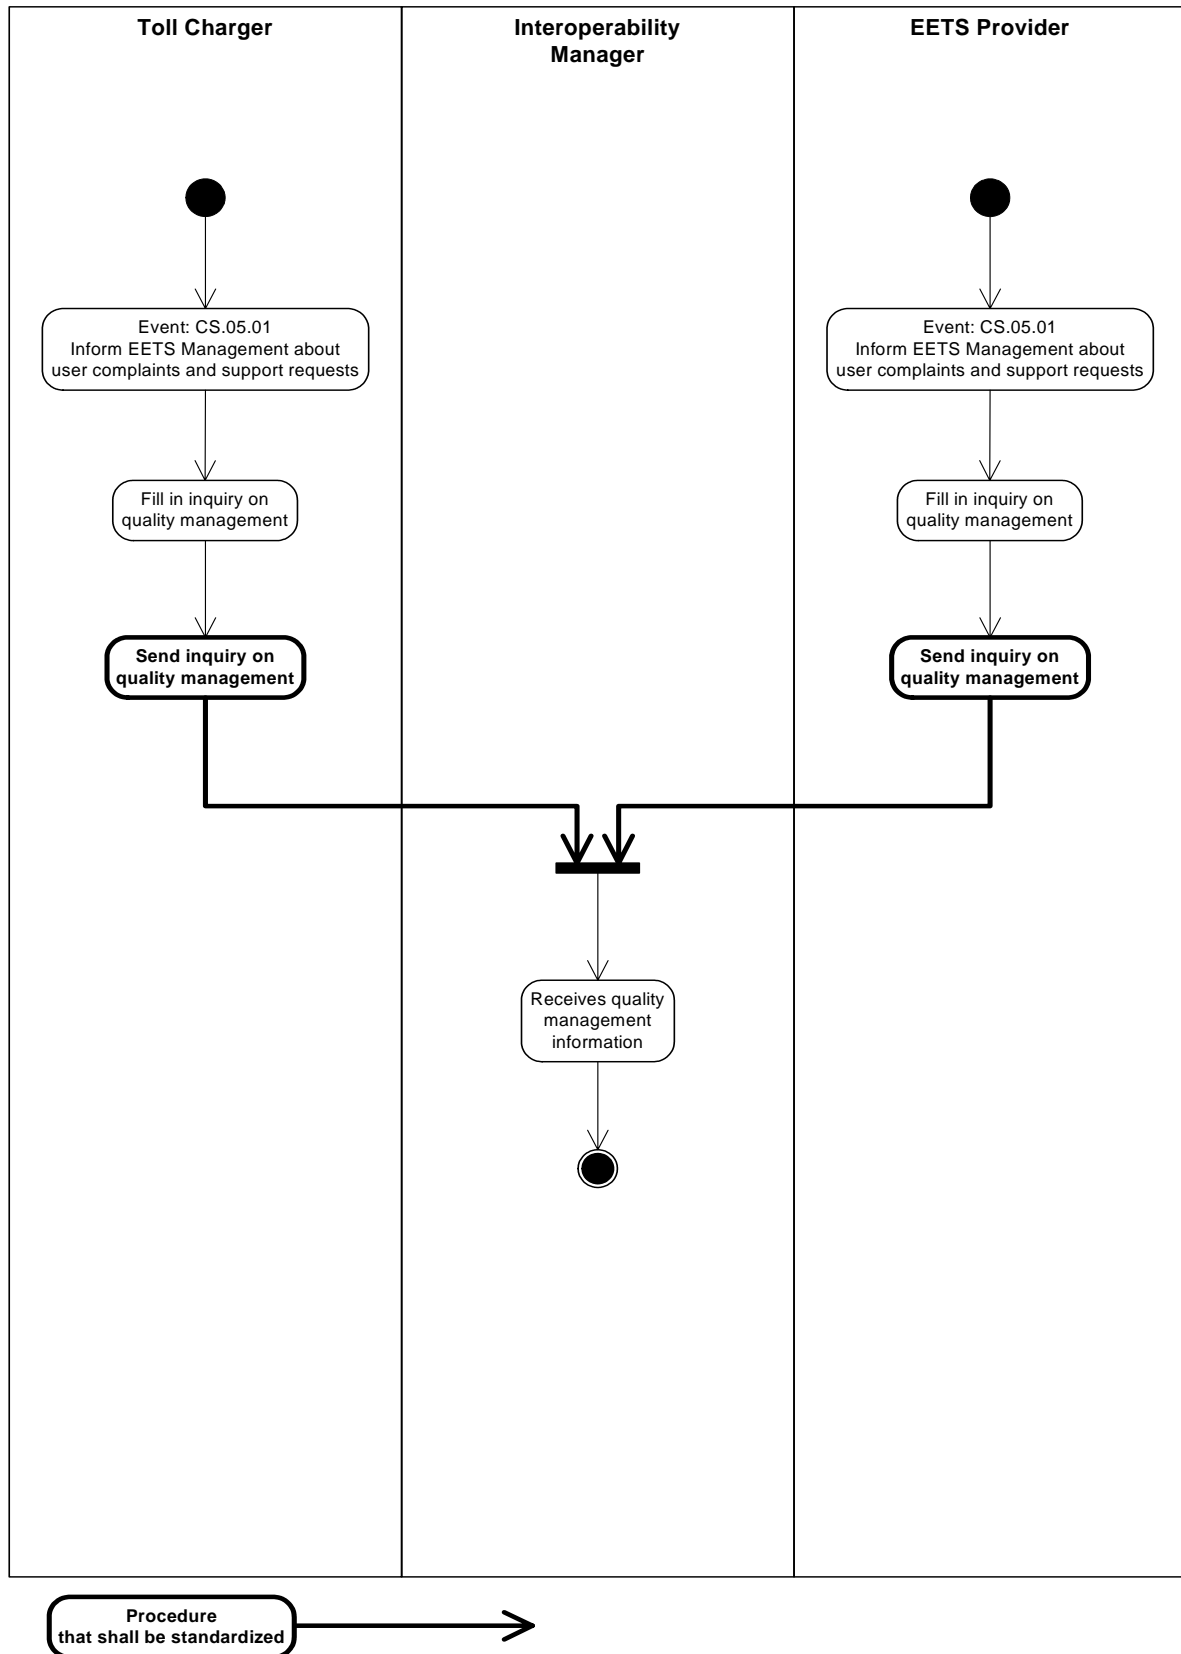 Toll Charger
Interoperability
Manager
EETS Provider
Event: CS.05.01
Inform EETS Management about
user complaints and support requests
Event: CS.05.01
Inform EETS Management about
user complaints and support requests
Fill in inquiry on
quality management
Fill in inquiry on
quality management
Send inquiry on
quality management
Send inquiry on
quality management
Receives quality
management
information
Procedure
that shall be standardized